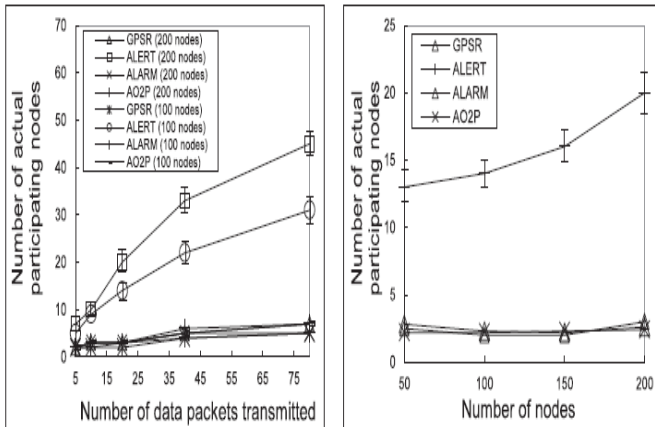 70
60
50
40
30
20
10
0
Number of actual
participating nodes
GPSR (200 nodes)
ALERT (200 nodes)
ALARM (200 nodes)
AO2P (200 nodes)
GPSR (100 nodes)
ALERT (100 nodes)
ALARM (100 nodes)
AO2P (100 nodes)
5 15 25 35 45 55 65 75
Number of data packets transmitted
25
20
15
10
5
0
Number of actual
participating nodes
GPSR
ALERT
ALARM
AO2P
50 100 150 200
Number of nodes